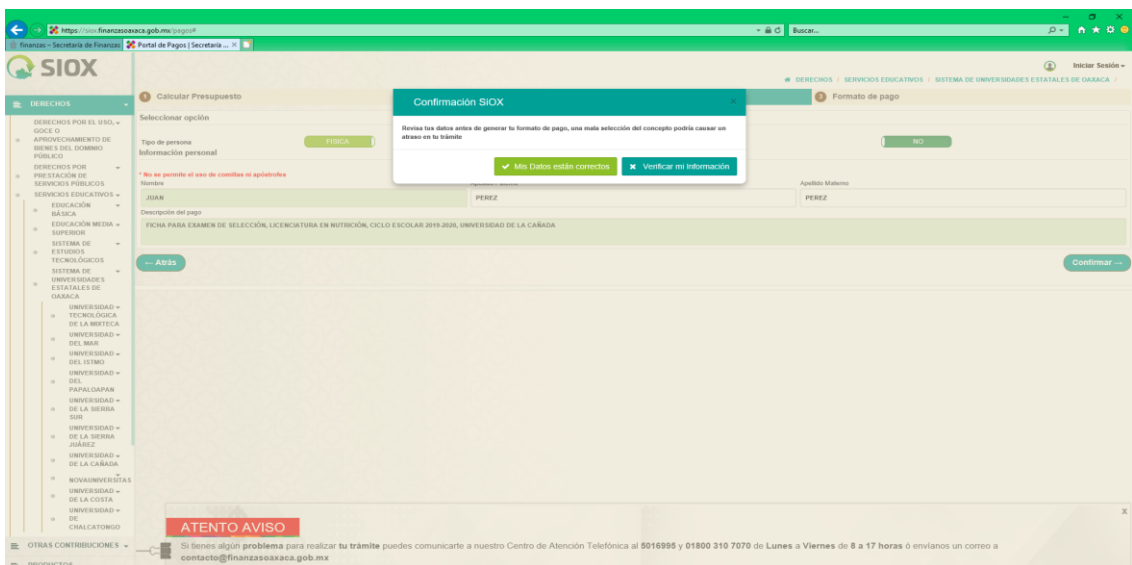 https://siox.finanzasoaxaca.gob.mx/pagos#
Buscar...
finanzas – Secretaría de Finanzas
Portal de Pagos | Secretaría ...
SIOX
Iniciar Sesión
DERECHOS / SERVICIOS EDUCATIVOS / SISTEMA DE UNIVERSIDADES ESTATALES DE OAXACA /
DERECHOS
DERECHOS POR EL USO,
GOCE O
APROVECHAMIENTO DE
BIENES DEL DOMINIO
PÚBLICO
DERECHOS POR
PRESTACIÓN DE
SERVICIOS PÚBLICOS
SERVICIOS EDUCATIVOS
EDUCACIÓN
BÁSICA
EDUCACIÓN MEDIA
SUPERIOR
SISTEMA DE
ESTUDIOS
TECNOLÓGICOS
SISTEMA DE
UNIVERSIDADES
ESTATALES DE
OAXACA
UNIVERSIDAD
TECNOLÓGICA
DE LA MIXTECA
UNIVERSIDAD
DEL MAR
UNIVERSIDAD
DEL ISTMO
UNIVERSIDAD
DEL
PAPALOAPAN
UNIVERSIDAD
DE LA SIERRA
SUR
UNIVERSIDAD
DE LA SIERRA
JUÁREZ
UNIVERSIDAD
DE LA CAÑADA
NOVAUNIVERSITAS
UNIVERSIDAD
DE LA COSTA
UNIVERSIDAD
DE
CHALCATONGO
OTRAS CONTRIBUCIONES
PRODUCTOS
1 Calcular Presupuesto
3 Formato de pago
Seleccionar opción
Tipo de persona
FISICA
NO
Información personal
* No se permite el uso de comillas ni apóstrofes
Nombre
Apellido Materno
JUAN
PEREZ
PEREZ
Descripción del pago
FICHA PARA EXAMEN DE SELECCIÓN, LICENCIATURA EN NUTRICIÓN, CICLO ESCOLAR 2019-2020, UNIVERSIDAD DE LA CAÑADA
← Atrás
Confirmar →
Confirmación SIOX
Revisa tus datos antes de generar tu formato de pago, una mala selección del concepto podría causar un
atraso en tu trámite
Mis Datos están correctos
Verificar mi Información
ATENTO AVISO
Si tienes algún problema para realizar tu trámite puedes comunicarte a nuestro Centro de Atención Telefónica al 5016995 y 01800 310 7070 de Lunes a Viernes de 8 a 17 horas ó envíanos un correo a
contacto@finanzasoaxaca.gob.mx